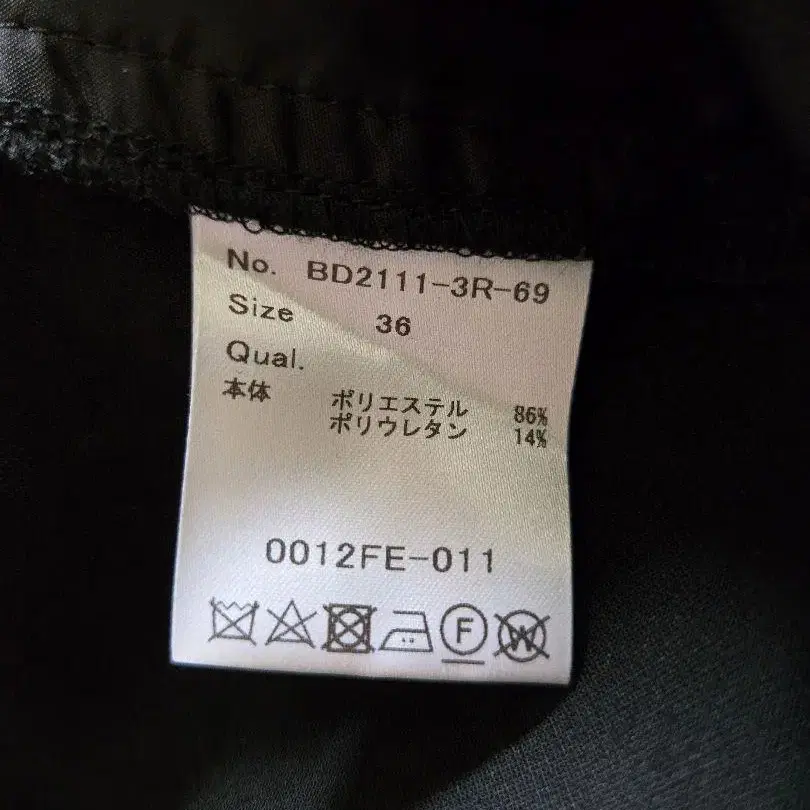 No. BD2111-3R-69
Size 36
Qual.
本体 ポリエステル 86%
ポリウレタン 14%
0012FE-011
F W